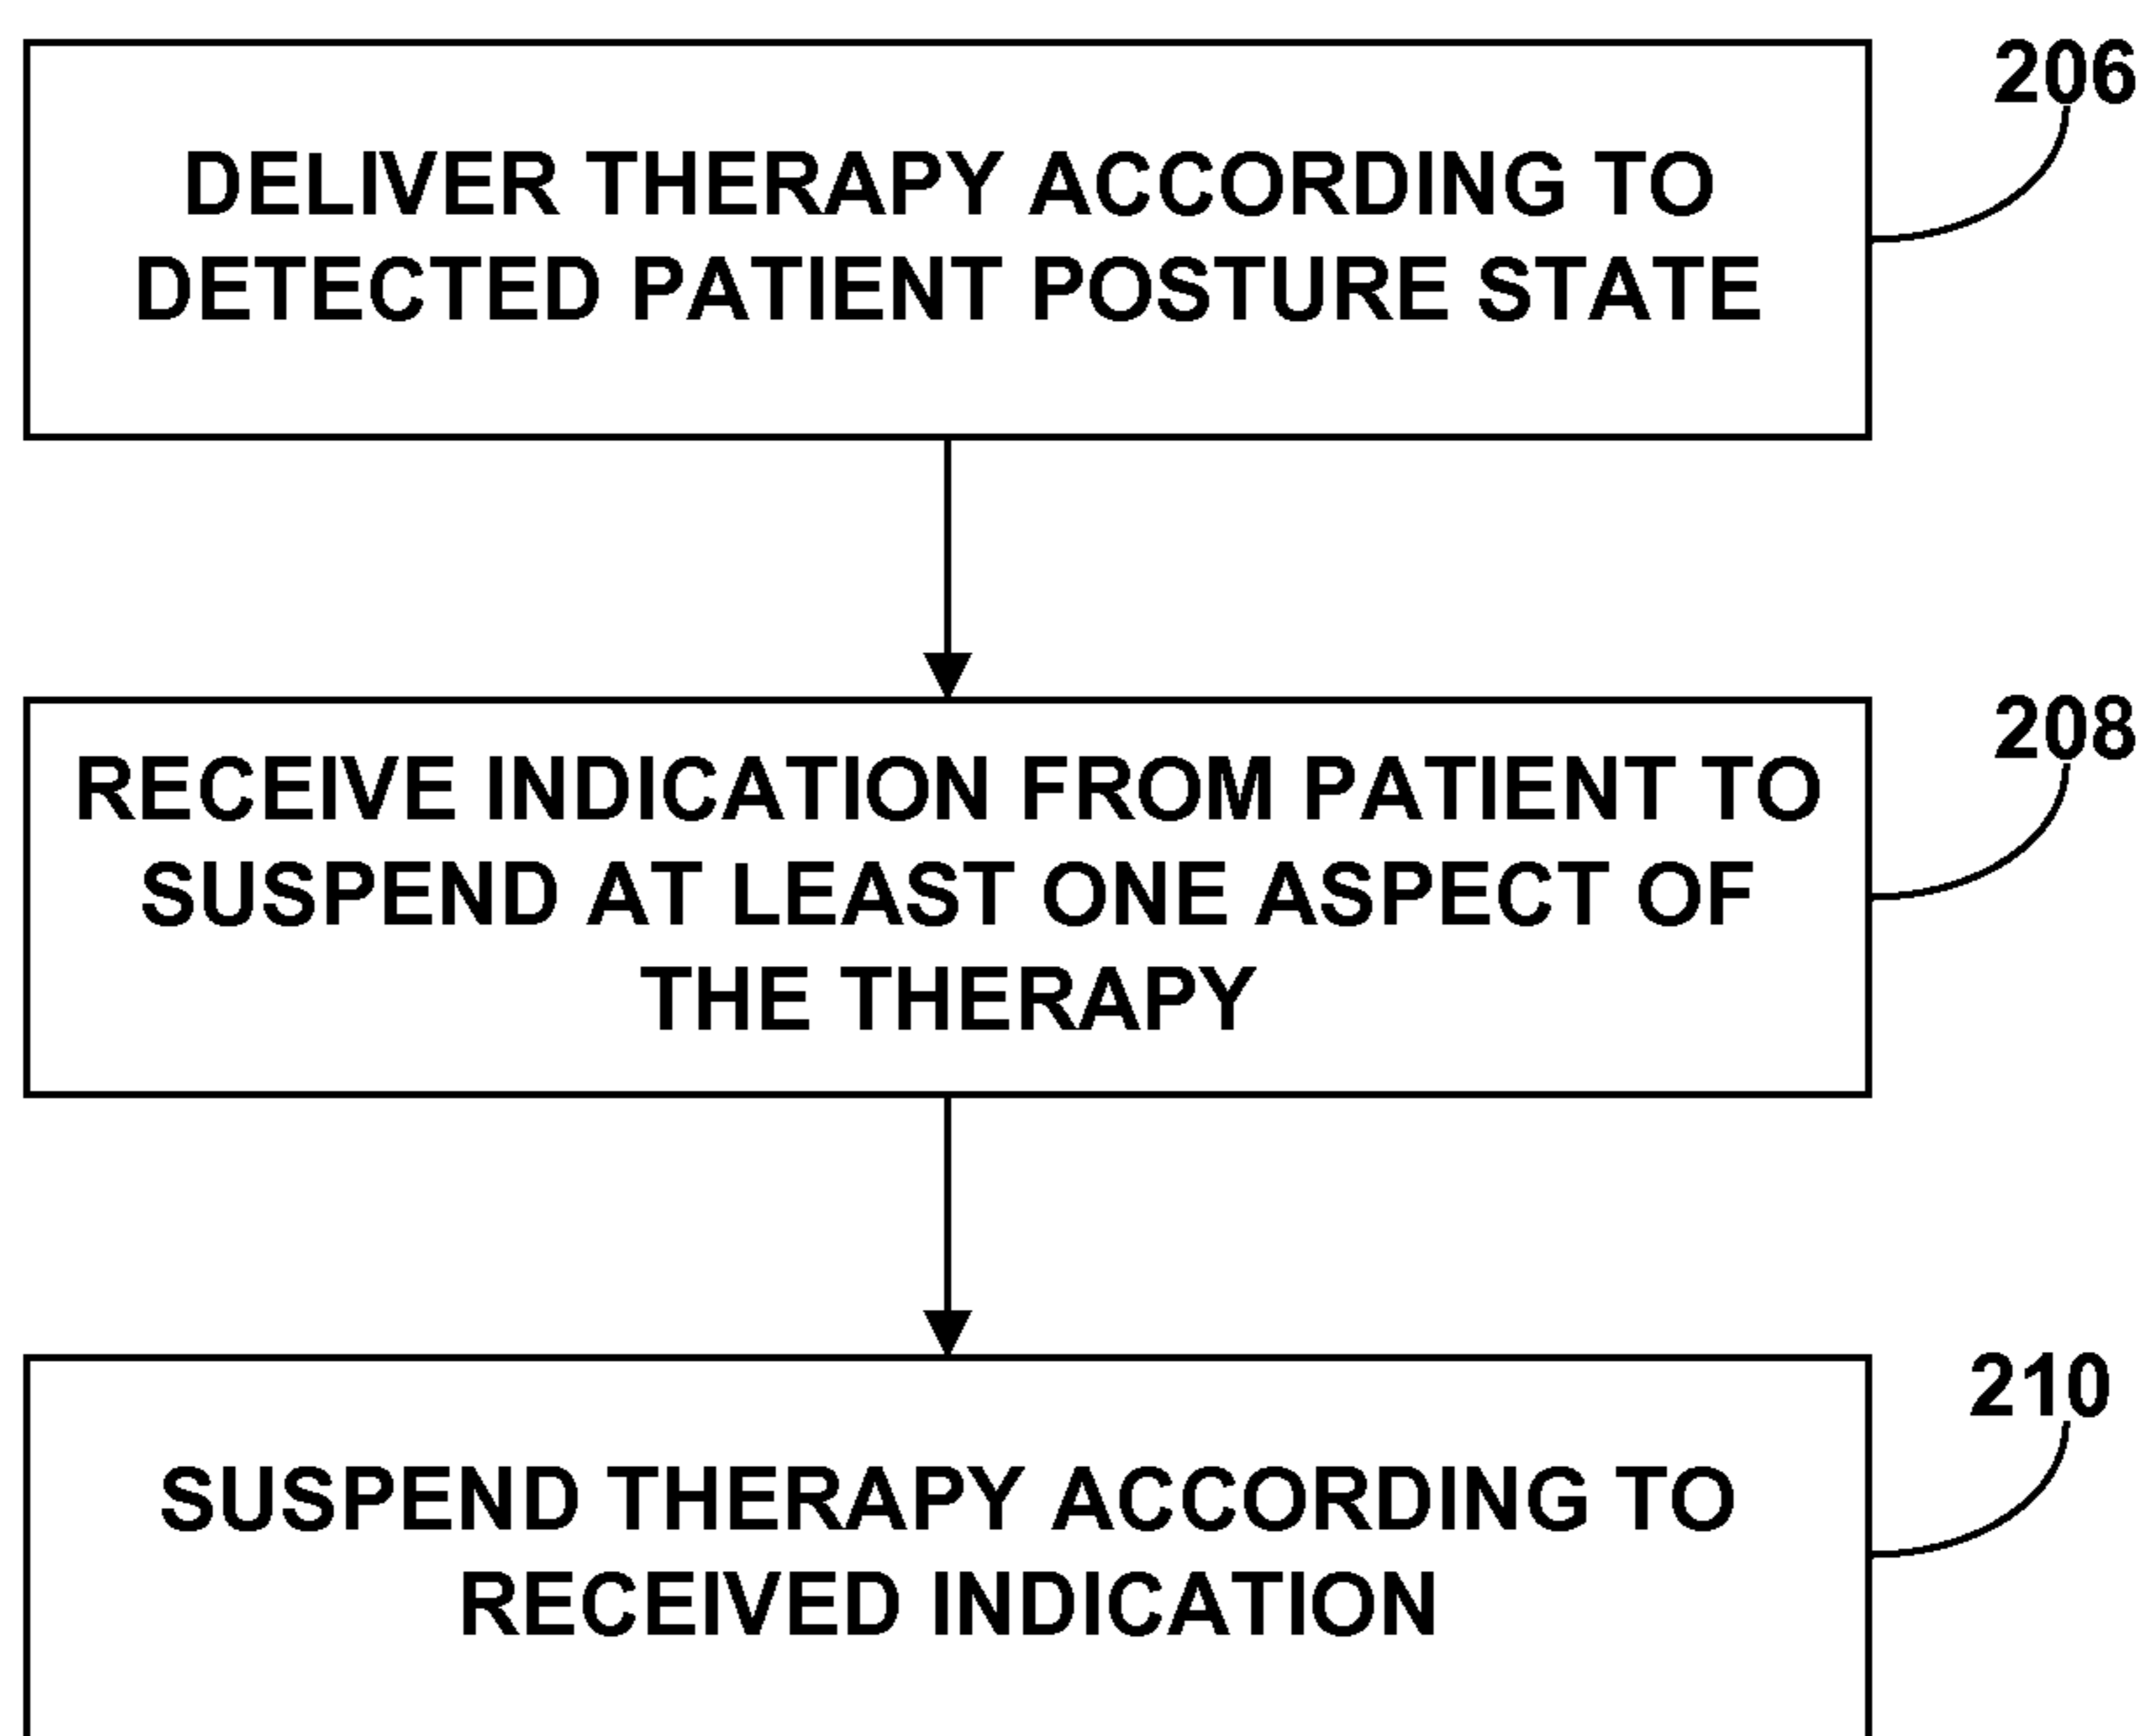 206
DELIVER THERAPY ACCORDING TO
DETECTED PATIENT POSTURE STATE
208
RECEIVE INDICATION FROM PATIENT TO
SUSPEND AT LEAST ONE ASPECT OF
THE THERAPY
210
SUSPEND THERAPY ACCORDING TO
RECEIVED INDICATION